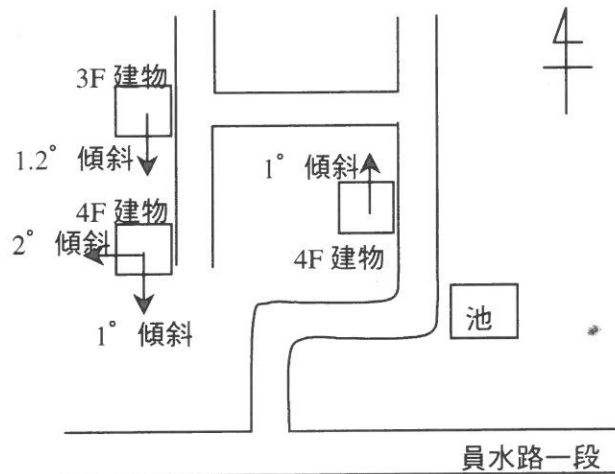 3F 建物
1.2° 傾斜
4F 建物
2° 傾斜
1° 傾斜
1° 傾斜
4F 建物
池
員水路一段